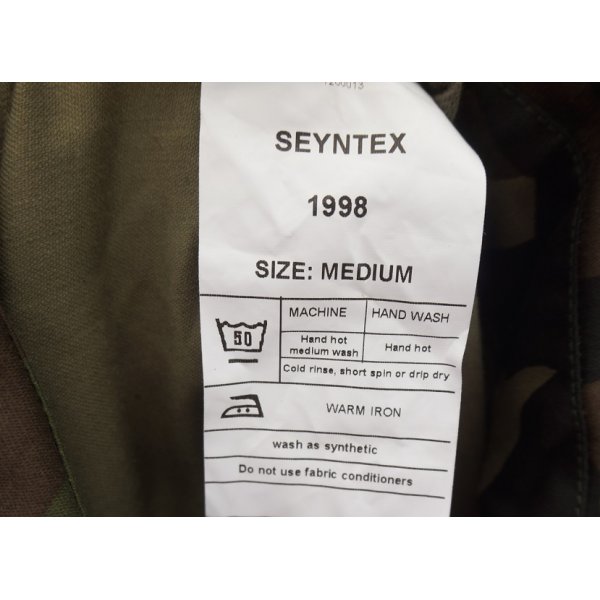 SEYNTEX
1998
SIZE: MEDIUM
MACHINE HAND WASH
50
Hand hot
medium wash
Hand hot
Cold rinse, short spin or drip dry
WARM IRON
wash as synthetic
Do not use fabric conditioners